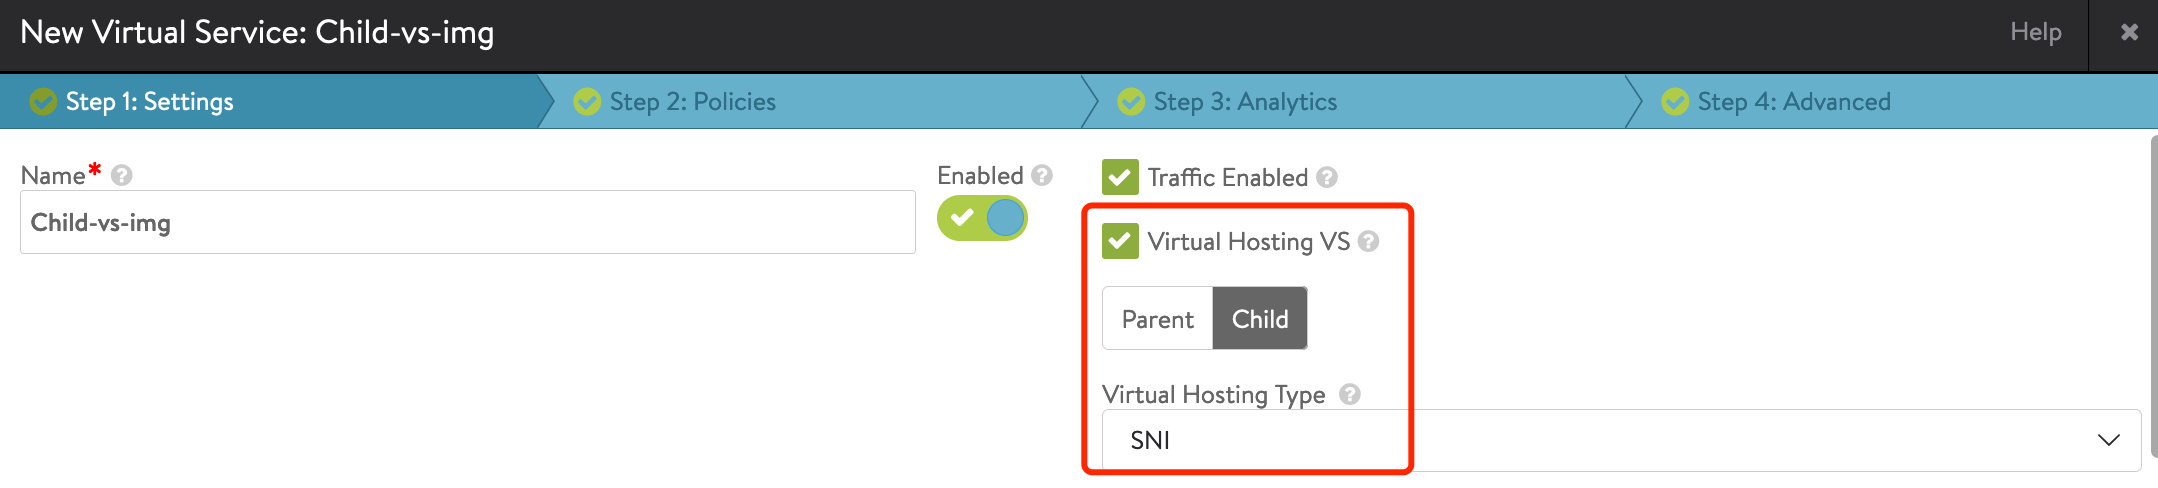 New Virtual Service: Child-vs-img
Help
Step 1: Settings
Step 2: Policies
Step 3: Analytics
Step 4: Advanced
Name*
Enabled
Traffic Enabled
Child-vs-img
Virtual Hosting VS
Parent
Child
Virtual Hosting Type
SNI